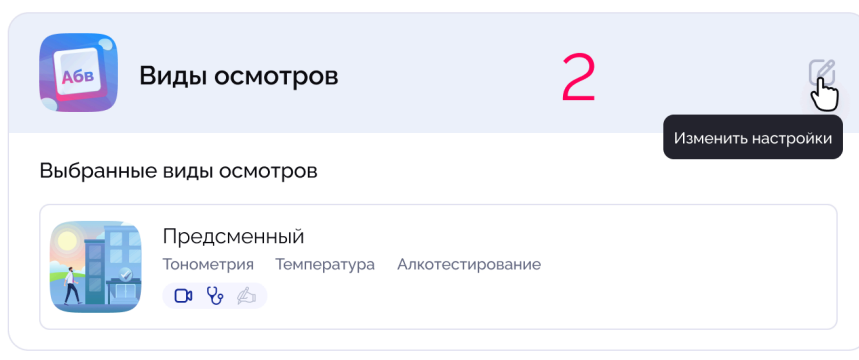 Абв
Виды осмотров
2
Изменить настройки
Выбранные виды осмотров
Предсменный
Тонометрия Температура Алкотестирование